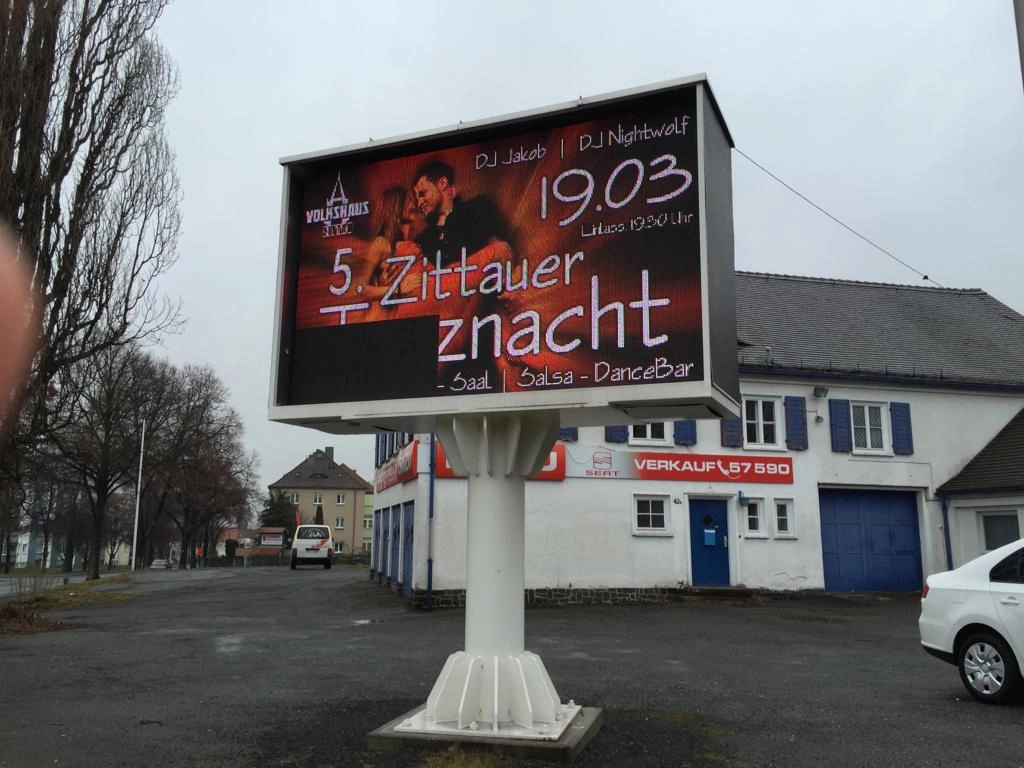 DJ Jakob | DJ Nightwolf
19.03
Einlass: 19:30 Uhr
VOLKSHAUS
5. Zittauer
znacht
- Saal | Salsa - DanceBar
SEAT
VERKAUF 57 590